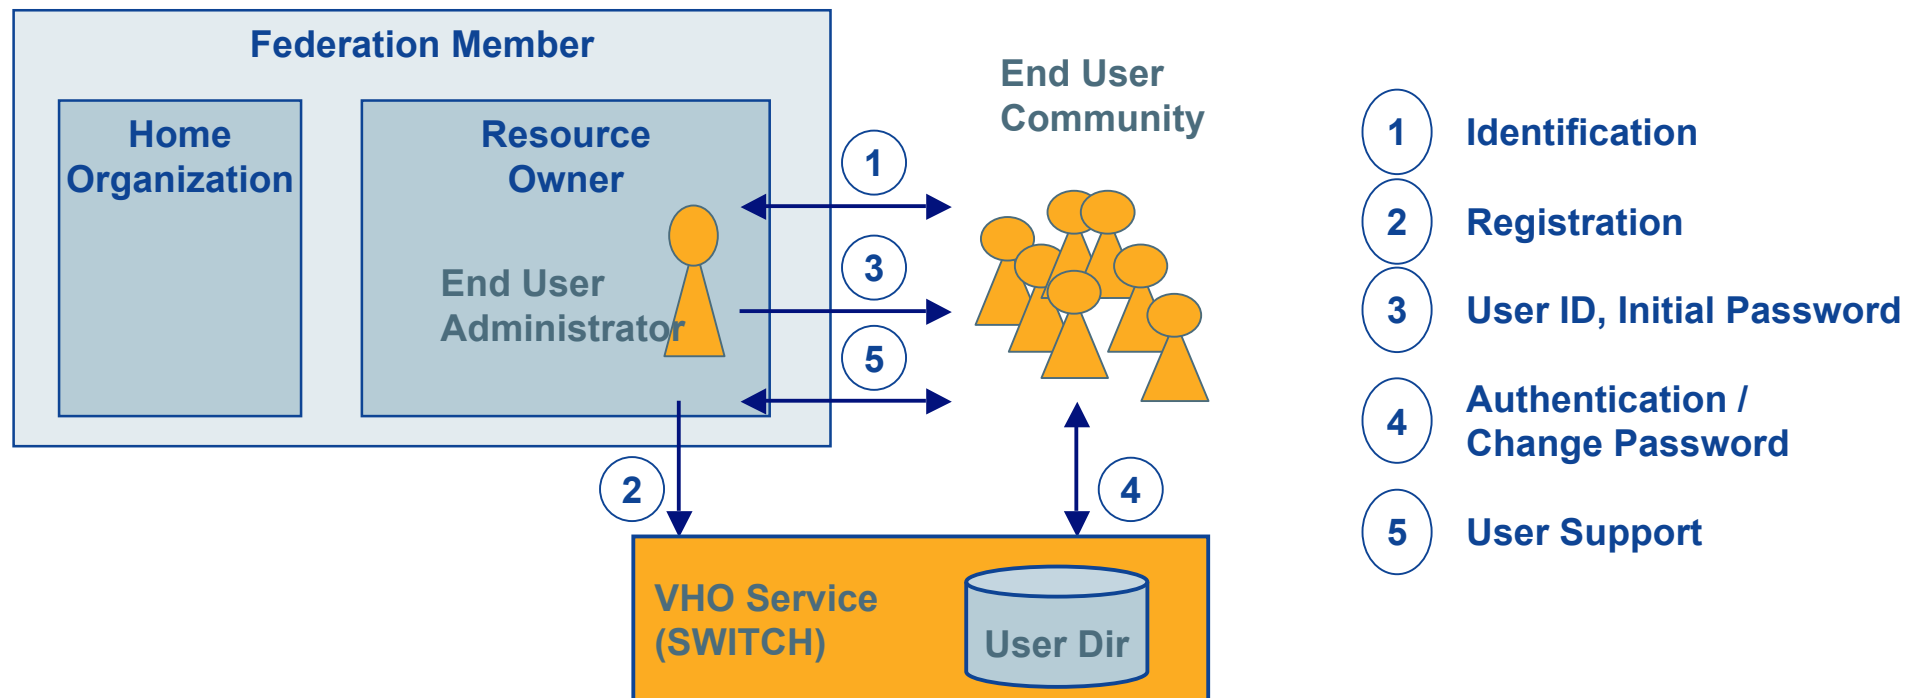 Federation Member
Home
Organization
Resource
Owner
End User
Administrator
End User
Community
1
3
5
2
4
VHO Service
(SWITCH)
User Dir
1 Identification
2 Registration
3 User ID, Initial Password
4 Authentication /
Change Password
5 User Support